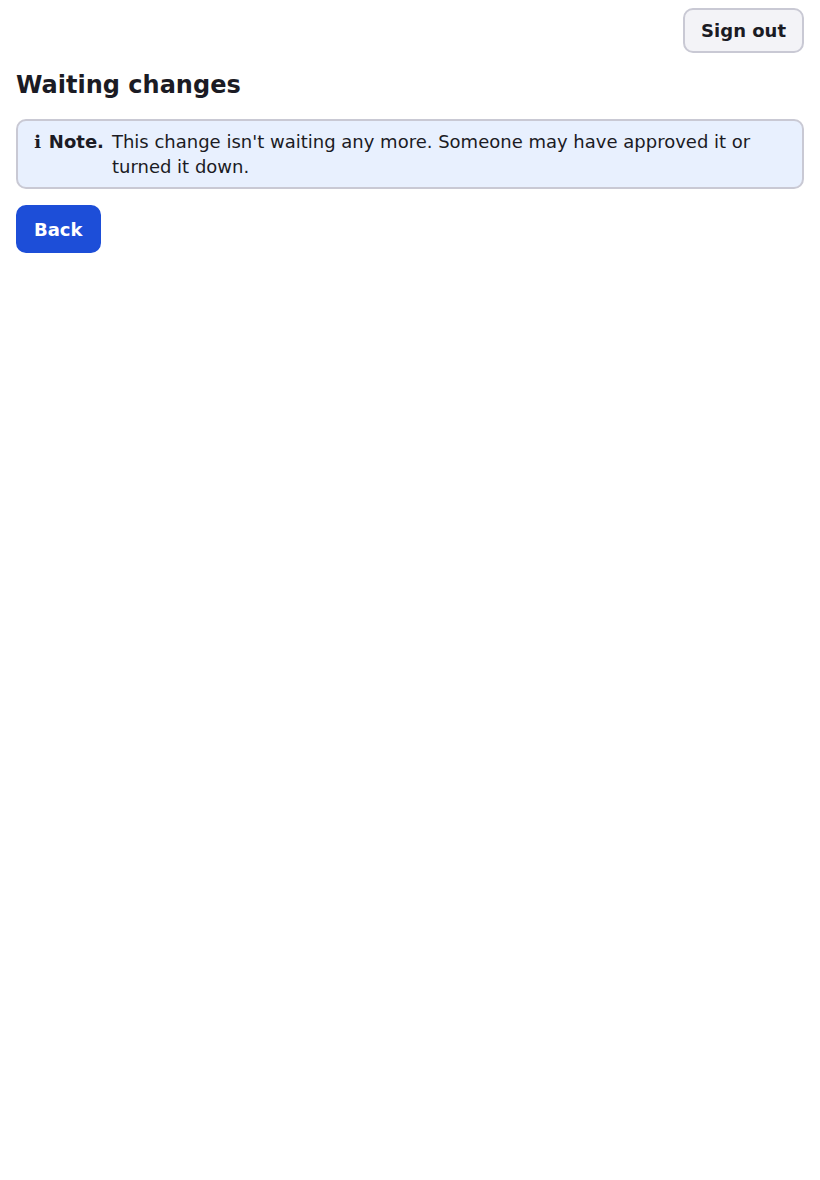 Sign out
Waiting changes
ℹ Note. This change isn't waiting any more. Someone may have approved it or
turned it down.
Back